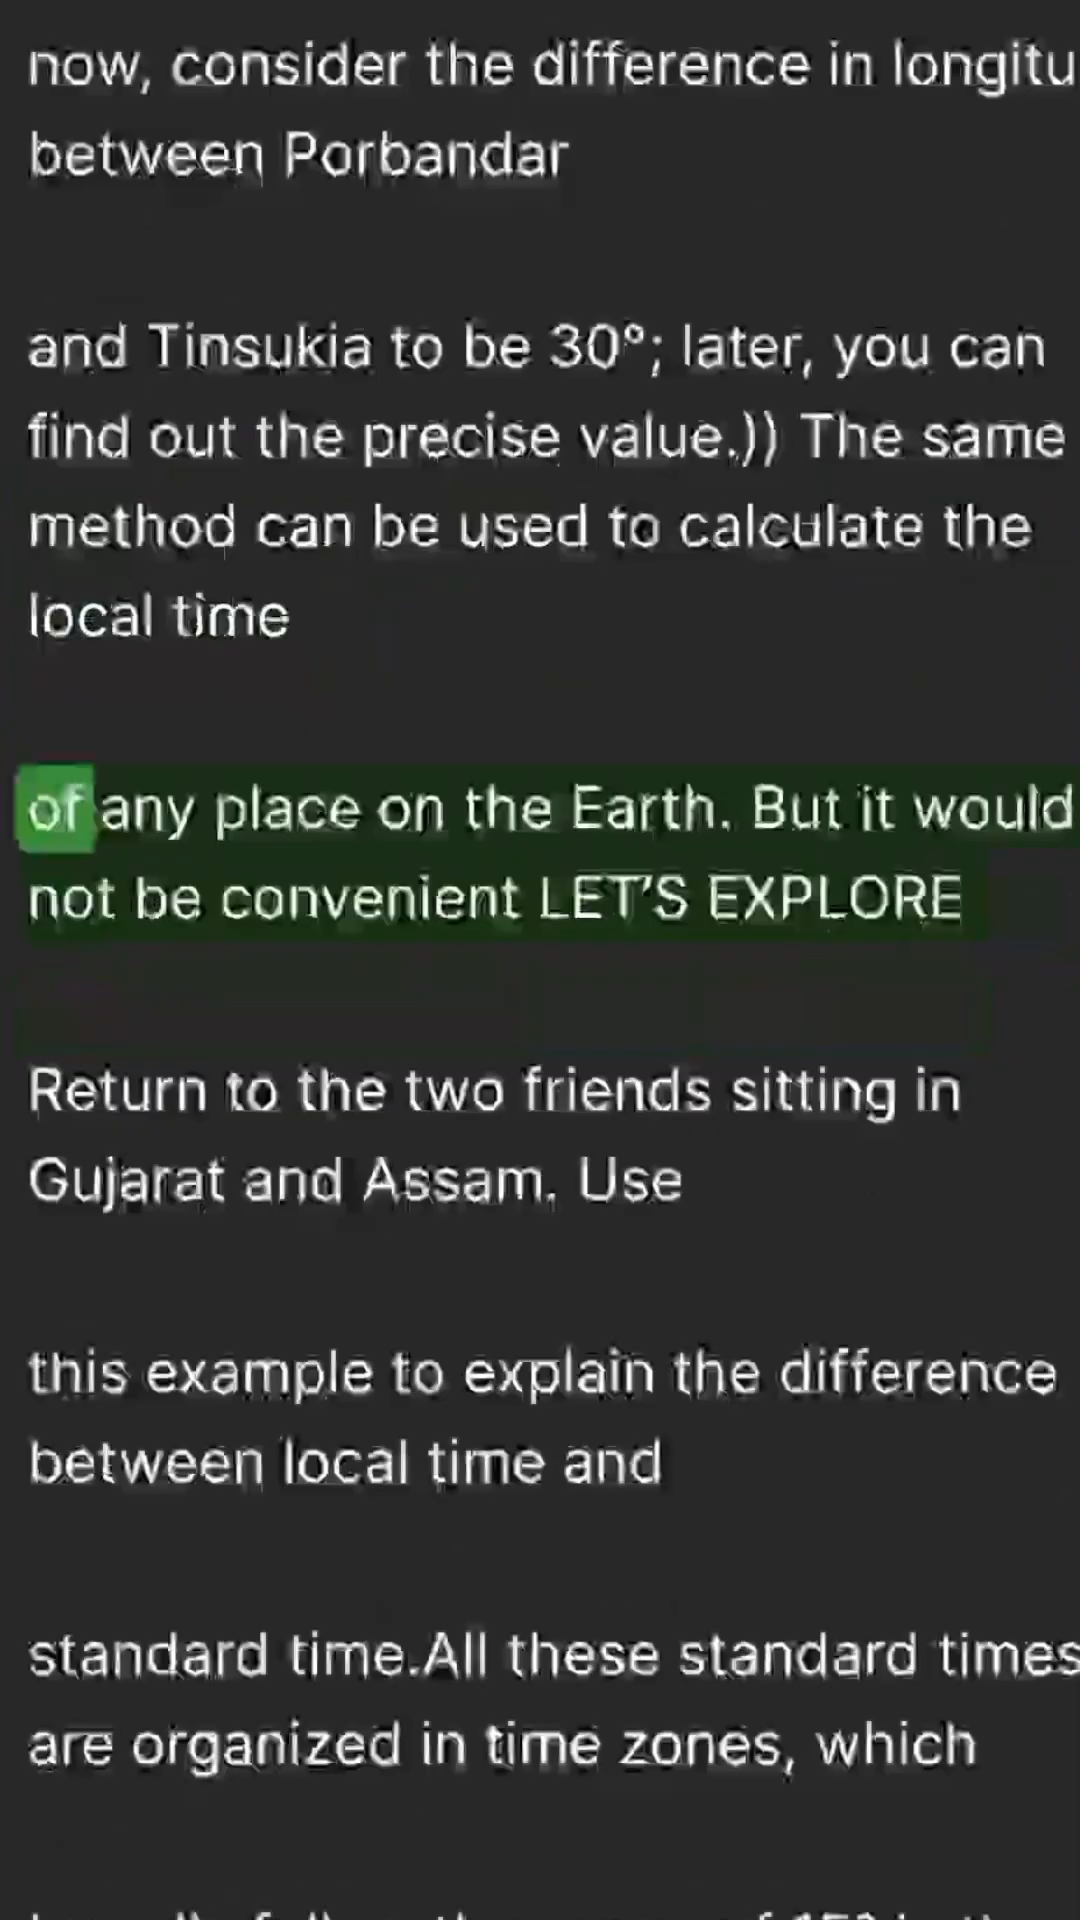 now, consider the difference in longitu
between Porbandar
and Tinsukia to be 30°; later, you can
find out the precise value.)) The same
method can be used to calculate the
local time
of any place on the Earth. But it would
not be convenient LET'S EXPLORE
Return to the two friends sitting in
Gujarat and Assam. Use
this example to explain the difference
between local time and
standard time.All these standard times
are organized in time zones, which